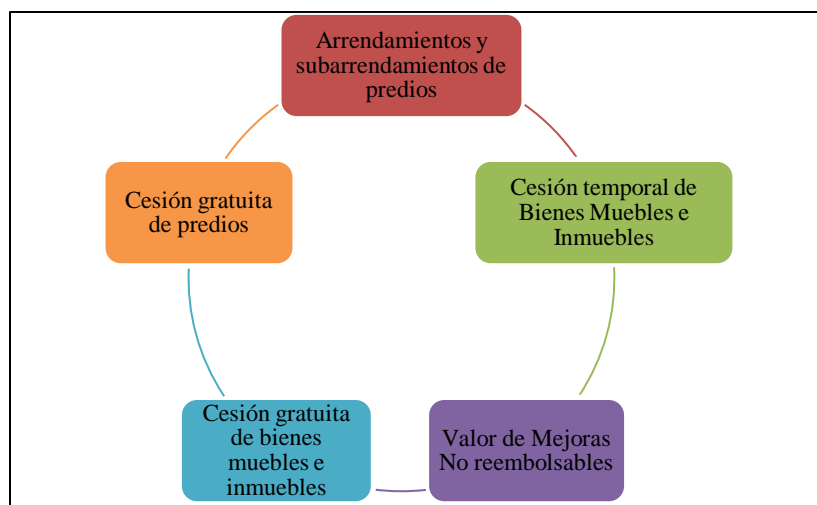 Arrendamientos y
subarrendamientos de
predios
Cesión temporal de
Bienes Muebles e
Inmuebles
Valor de Mejoras
No reembolsables
Cesión gratuita
de bienes
muebles e
inmuebles
Cesión gratuita
de predios